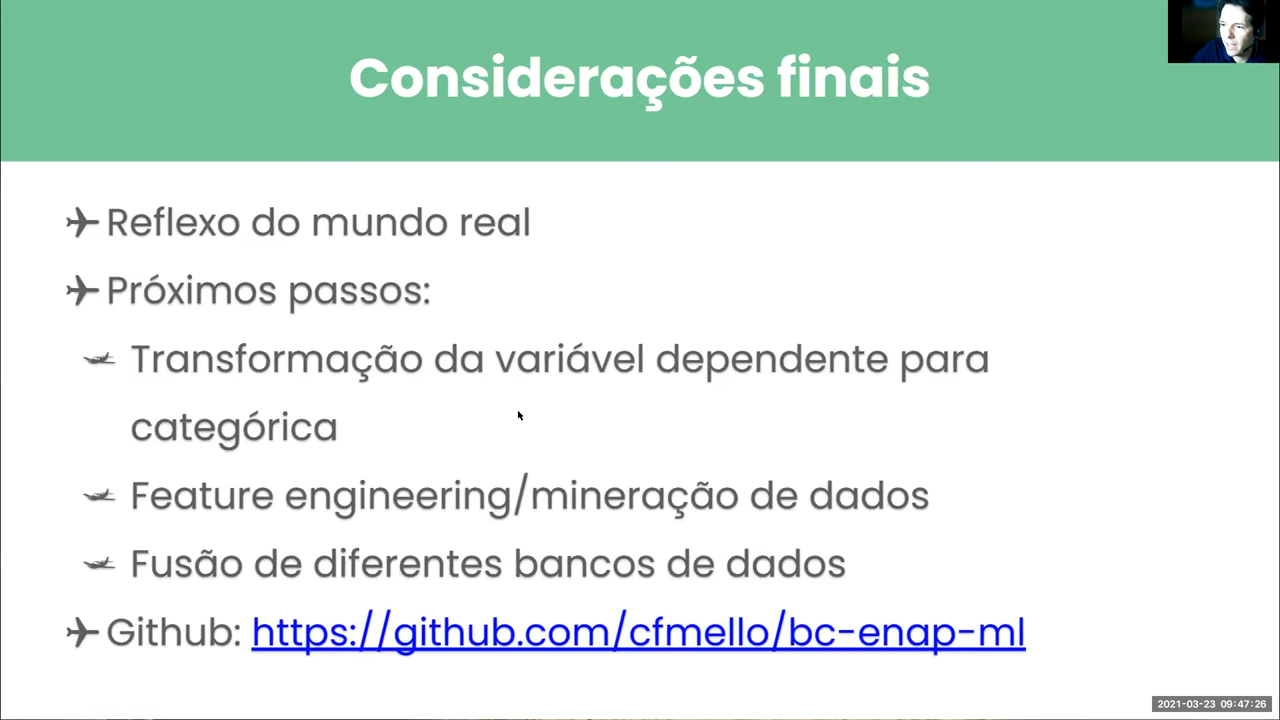 Considerações finais
Reflexo do mundo real
Próximos passos:
Transformação da variável dependente para
categórica
Feature engineering/mineração de dados
Fusão de diferentes bancos de dados
Github: https://github.com/cfmello/bc-enap-ml
2021-03-23 09:47:26